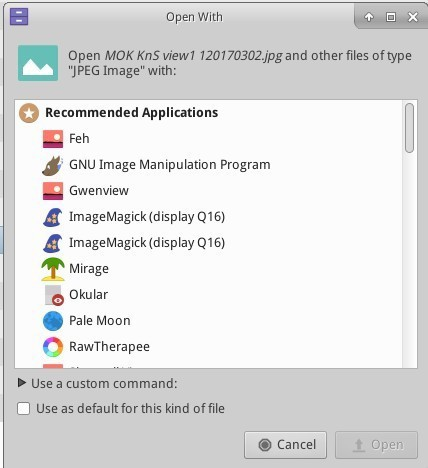 Open With
Open MOK KnS view1 120170302.jpg and other files of type
"JPEG Image" with:
Recommended Applications
Feh
GNU Image Manipulation Program
Gwenview
ImageMagick (display Q16)
ImageMagick (display Q16)
Mirage
Okular
Pale Moon
RawTherapee
Use a custom command:
Use as default for this kind of file
Cancel
Open